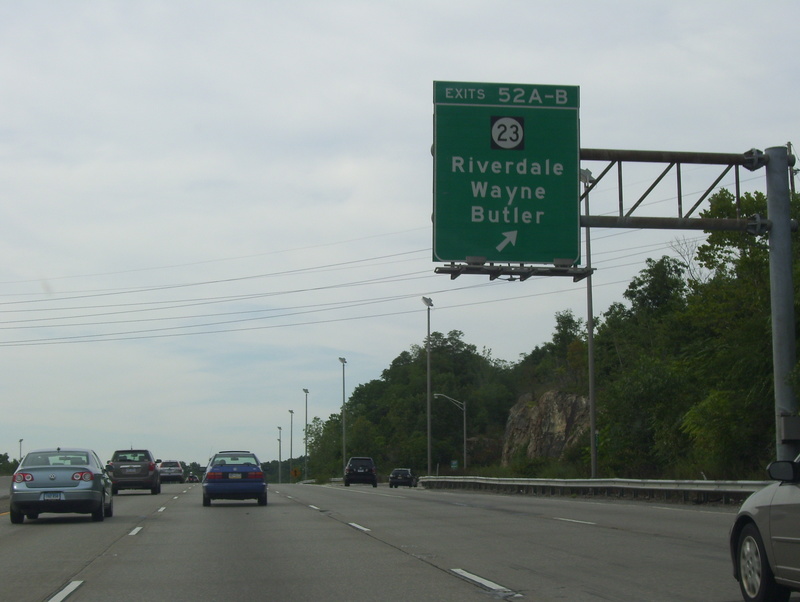 EXITS 52A-B
23
Riverdale
Wayne
Butler